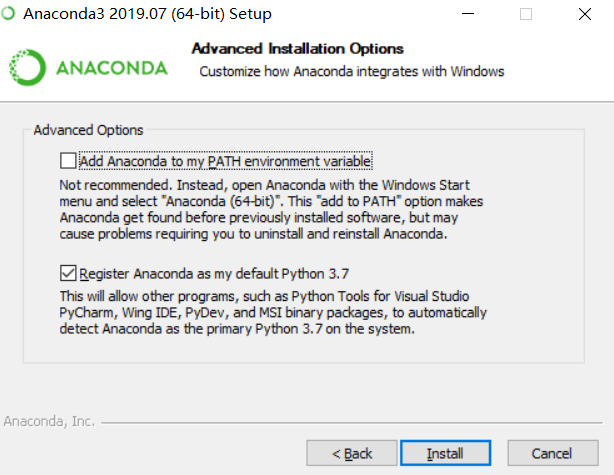 Anaconda3 2019.07 (64-bit) Setup
Advanced Installation Options
Customize how Anaconda integrates with Windows
ANACONDA
Advanced Options
Add Anaconda to my PATH environment variable
Not recommended. Instead, open Anaconda with the Windows Start
menu and select "Anaconda (64-bit)". This "add to PATH" option makes
Anaconda get found before previously installed software, but may
cause problems requiring you to uninstall and reinstall Anaconda.
Register Anaconda as my default Python 3.7
This will allow other programs, such as Python Tools for Visual Studio
PyCharm, Wing IDE, PyDev, and MSI binary packages, to automatically
detect Anaconda as the primary Python 3.7 on the system.
Anaconda, Inc.
< Back
Install
Cancel